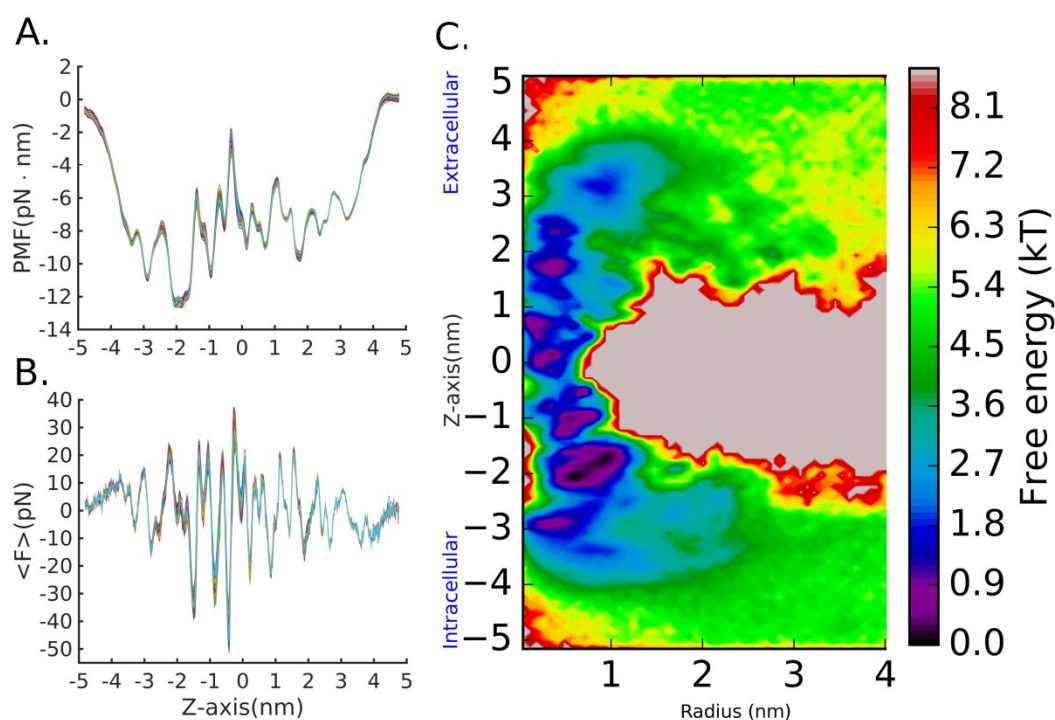 A.
PMF(pN · nm)
2
0
-2
-4
-6
-8
-10
-12
-14
-5 -4 -3 -2 -1 0 1 2 3 4 5
B.
<F>(pN)
40
30
20
10
0
-10
-20
-30
-40
-50
-5 -4 -3 -2 -1 0 1 2 3 4 5
Z-axis(nm)
C.
Extracellular
Z-axis(nm)
Intracellular
5
4
3
2
1
0
−1
−2
−3
−4
−5
1 2 3 4
Radius (nm)
8.1
7.2
6.3
5.4
4.5
3.6
2.7
1.8
0.9
0.0
Free energy (kT)